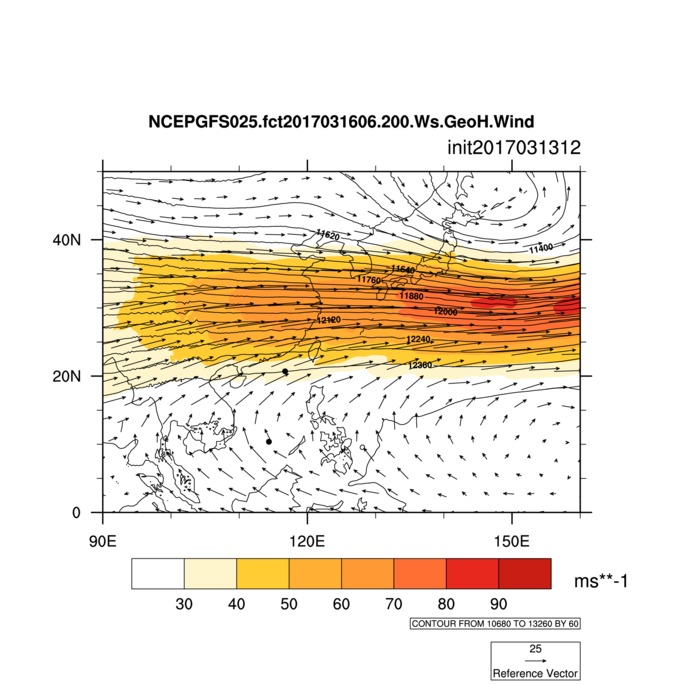 NCEPGFS025.fct2017031606.200.Ws.GeoH.Wind
init2017031312
40N
20N
0
11620
11400
11640
11760
11880
12000
12120
12240
12360
90E 120E 150E
30 40 50 60 70 80 90
ms**-1
CONTOUR FROM 10680 TO 13260 BY 60
25
Reference Vector